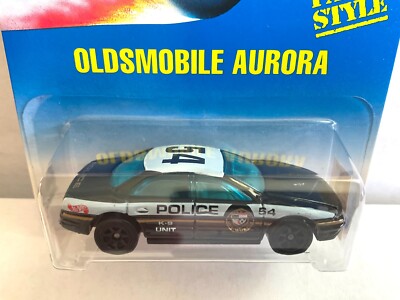 STYLE
OLDSMOBILE AURORA
54
POLICE
54
K-9
UNIT